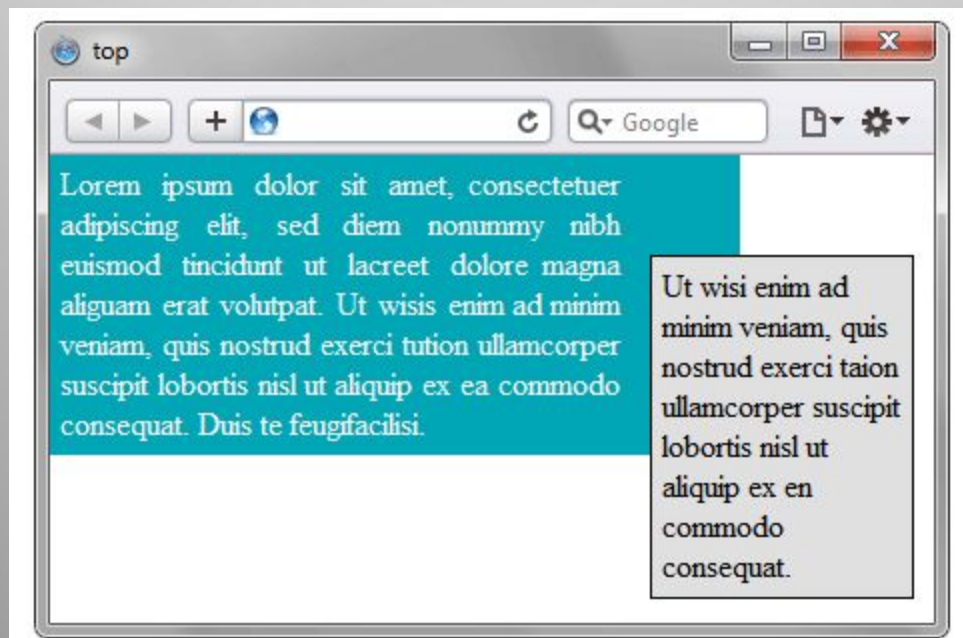 top
Google
Lorem ipsum dolor sit amet, consectetuer
adipiscing elit, sed diem nonummy nibh
euismod tincidunt ut lacreet dolore magna
aliguam erat volutpat. Ut wisis enim ad minim
veniam, quis nostrud exerci tution ullamcorper
suscipit lobortis nisl ut aliquip ex ea commodo
consequat. Duis te feugifacilisi.
Ut wisi enim ad
minim veniam, quis
nostrud exerci taion
ullamcorper suscipit
lobortis nisl ut
aliquip ex en
commodo
consequat.